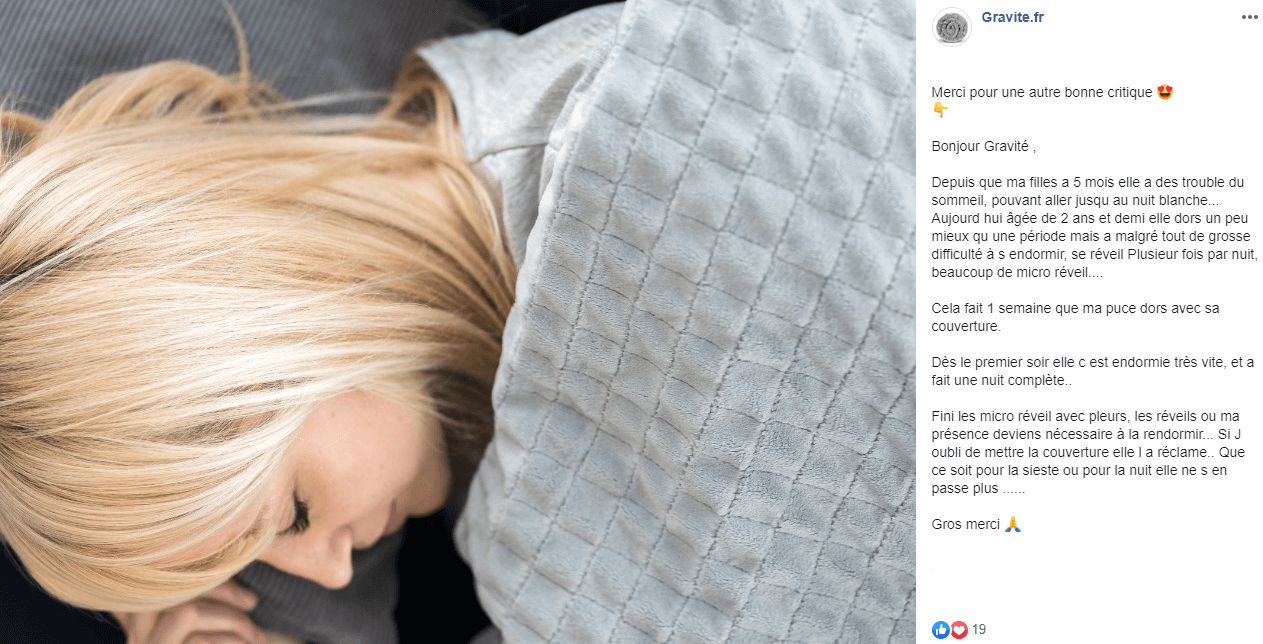 Gravite.fr
Merci pour une autre bonne critique 😍
👇
Bonjour Gravité ,
Depuis que ma filles a 5 mois elle a des trouble du
sommeil, pouvant aller jusqu au nuit blanche...
Aujourd hui âgée de 2 ans et demi elle dors un peu
mieux qu une période mais a malgré tout de grosse
difficulté à s endormir, se réveil Plusieur fois par nuit,
beaucoup de micro réveil....
Cela fait 1 semaine que ma puce dors avec sa
couverture.
Dès le premier soir elle c est endormie très vite, et a
fait une nuit complète..
Fini les micro réveil avec pleurs, les réveils ou ma
présence deviens nécessaire à la rendormir... Si J
oubli de mettre la couverture elle l a réclame.. Que
ce soit pour la sieste ou pour la nuit elle ne s en
passe plus ......
Gros merci 🙏
19